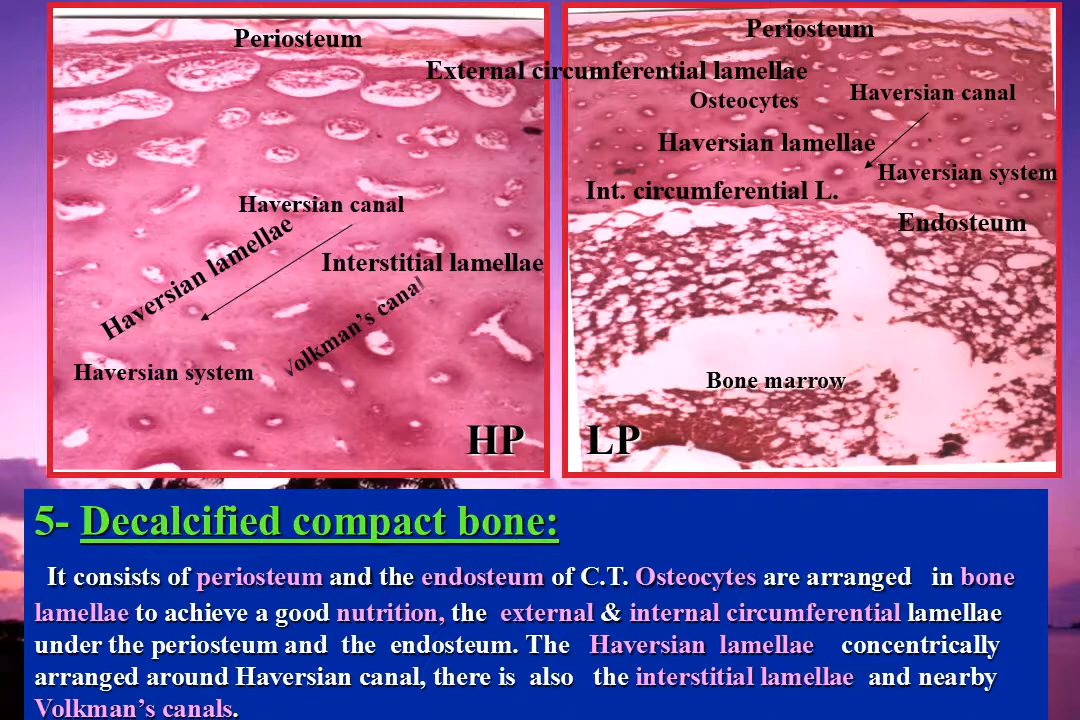 Periosteum
Haversian canal
Haversian lamellae
Interstitial lamellae
Volkman’s canal
Haversian system
HP
Periosteum
External circumferential lamellae
Osteocytes
Haversian canal
Haversian lamellae
Haversian system
Int. circumferential L.
Endosteum
Bone marrow
LP
5- Decalcified compact bone:
It consists of periosteum and the endosteum of C.T. Osteocytes are arranged in bone
lamellae to achieve a good nutrition, the external & internal circumferential lamellae
under the periosteum and the endosteum. The Haversian lamellae concentrically
arranged around Haversian canal, there is also the interstitial lamellae and nearby
Volkman’s canals.